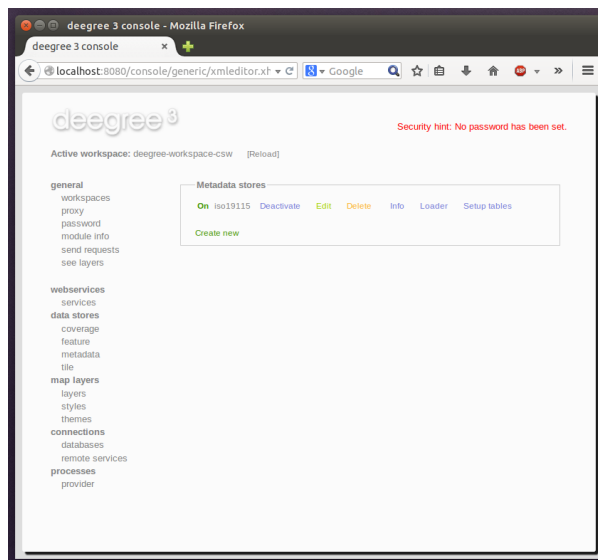 deegree 3 console - Mozilla Firefox
deegree 3 console
localhost:8080/console/generic/xmleditor.xh
Google
ABP
deegree 3
Security hint: No password has been set.
Active workspace: deegree-workspace-csw [Reload]
general
workspaces
proxy
password
module info
send requests
see layers
webservices
services
data stores
coverage
feature
metadata
tile
map layers
layers
styles
themes
connections
databases
remote services
processes
provider
Metadata stores
On iso19115 Deactivate Edit Delete Info Loader Setup tables
Create new